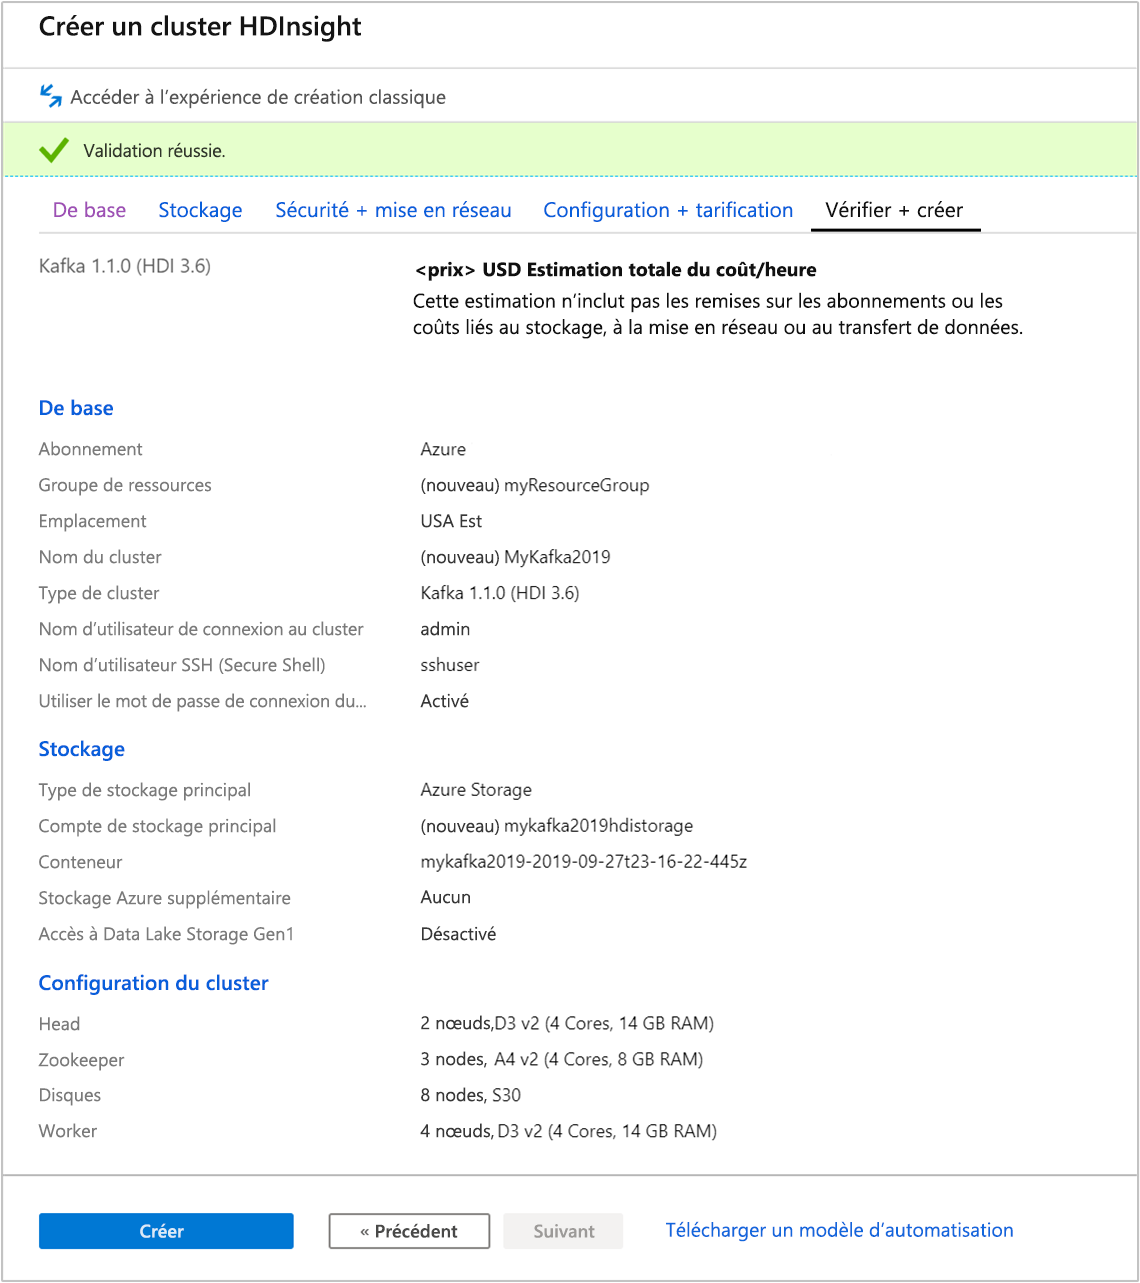 Créer un cluster HDInsight
Accéder à l’expérience de création classique
Validation réussie.
De base Stockage Sécurité + mise en réseau Configuration + tarification Vérifier + créer
Kafka 1.1.0 (HDI 3.6)
<prix> USD Estimation totale du coût/heure
Cette estimation n’inclut pas les remises sur les abonnements ou les
coûts liés au stockage, à la mise en réseau ou au transfert de données.
De base
Abonnement Azure
Groupe de ressources (nouveau) myResourceGroup
Emplacement USA Est
Nom du cluster (nouveau) MyKafka2019
Type de cluster Kafka 1.1.0 (HDI 3.6)
Nom d’utilisateur de connexion au cluster admin
Nom d’utilisateur SSH (Secure Shell) sshuser
Utiliser le mot de passe de connexion du... Activé
Stockage
Type de stockage principal Azure Storage
Compte de stockage principal (nouveau) mykafka2019hdistorage
Conteneur mykafka2019-2019-09-27t23-16-22-445z
Stockage Azure supplémentaire Aucun
Accès à Data Lake Storage Gen1 Désactivé
Configuration du cluster
Head 2 nœuds,D3 v2 (4 Cores, 14 GB RAM)
Zookeeper 3 nodes, A4 v2 (4 Cores, 8 GB RAM)
Disques 8 nodes, S30
Worker 4 nœuds, D3 v2 (4 Cores, 14 GB RAM)
Créer « Précédent Suivant Télécharger un modèle d’automatisation